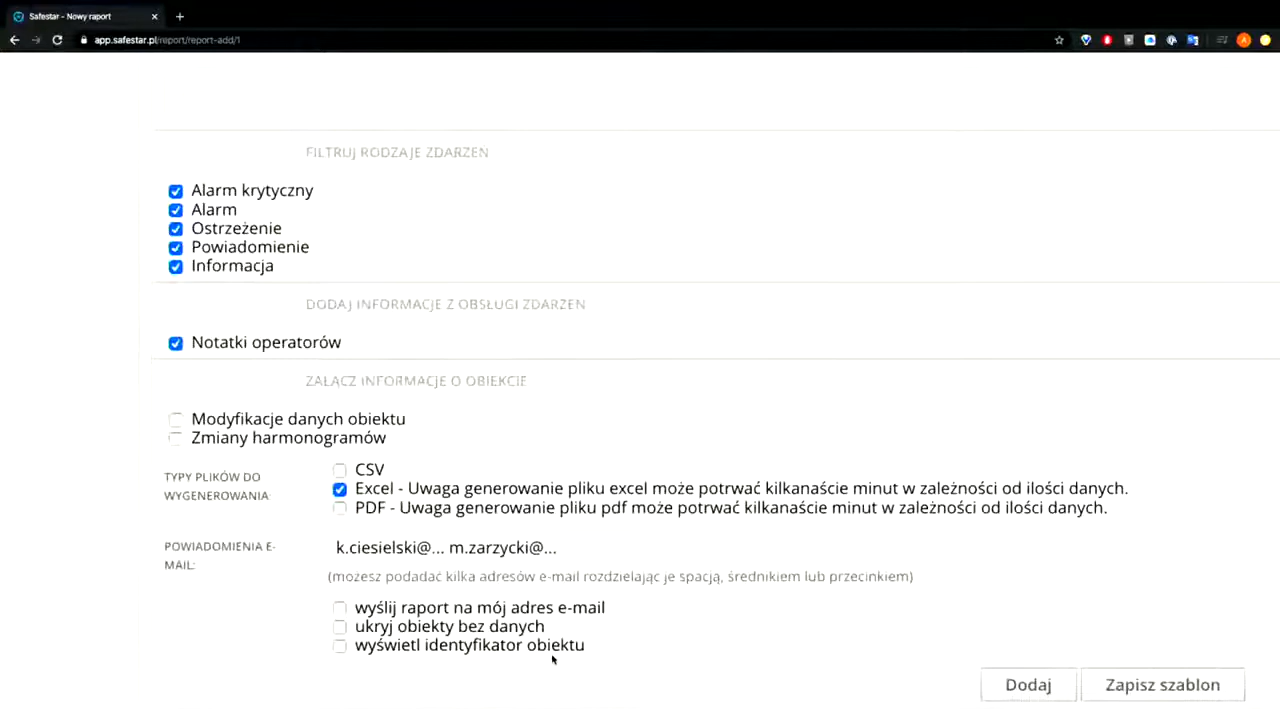 Safestar - Nowy raport
app.safestar.pl/report/report-add/1
FILTRUJ RODZAJE ZDARZEN
Alarm krytyczny
Alarm
Ostrzeżenie
Powiadomienie
Informacja
DODAJ INFORMACJE Z OBSŁUGI ZDARZEN
Notatki operatorów
ZAŁĄCZ INFORMACJE O OBIEKCIE
Modyfikacje danych obiektu
Zmiany harmonogramów
TYPY PLIKÓW DO
WYGENEROWANIA:
CSV
Excel - Uwaga generowanie pliku excel może potrwać kilkanaście minut w zależności od ilości danych.
PDF - Uwaga generowanie pliku pdf może potrwać kilkanaście minut w zależności od ilości danych.
POWIADOMIENIA E-
MAIL:
k.ciesielski@... m.zarzycki@...
(możesz podadać kilka adresów e-mail rozdzielając je spacją, średnikiem lub przecinkiem)
wyślij raport na mój adres e-mail
ukryj obiekty bez danych
wyświetl identyfikator obiektu
Dodaj
Zapisz szablon